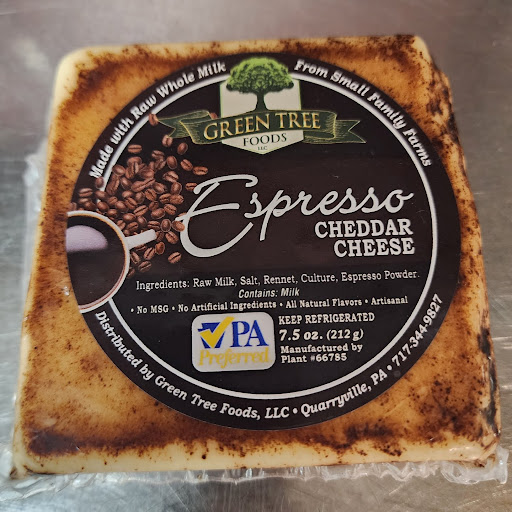 Made with Raw Whole Milk
From Small Family Farms
GREEN TREE
FOODS
LLC
Espresso
CHEDDAR
CHEESE
Ingredients: Raw Milk, Salt, Rennet, Culture, Espresso Powder.
Contains: Milk
• No MSG • No Artificial Ingredients • All Natural Flavors • Artisanal
PA
Preferred
KEEP REFRIGERATED
7.5 oz. (212 g)
Manufactured by
Plant #66785
Distributed by Green Tree Foods, LLC • Quarryville, PA • 717-344-9827